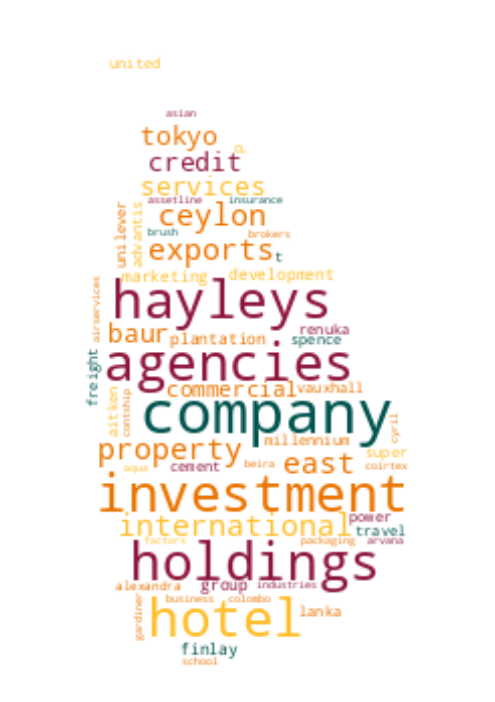 united
asian
tokyo
cl
credit
services
assetline insurance
unilever
advantis
ceylon
brush brokers
exports
t
marketing development
airservices
hayleys
baur
plantation
renuka
spence
freight
agencies
commercial
vauxhall
aitken
contship
company
cyril
property
millennium
super
aqua
cement
beira
east
coirtex
investment
international
power
travel
factors
packaging arvana
holdings
alexandra
group
industries
gardiner
business colombo
hotel
lanka
finlay
school